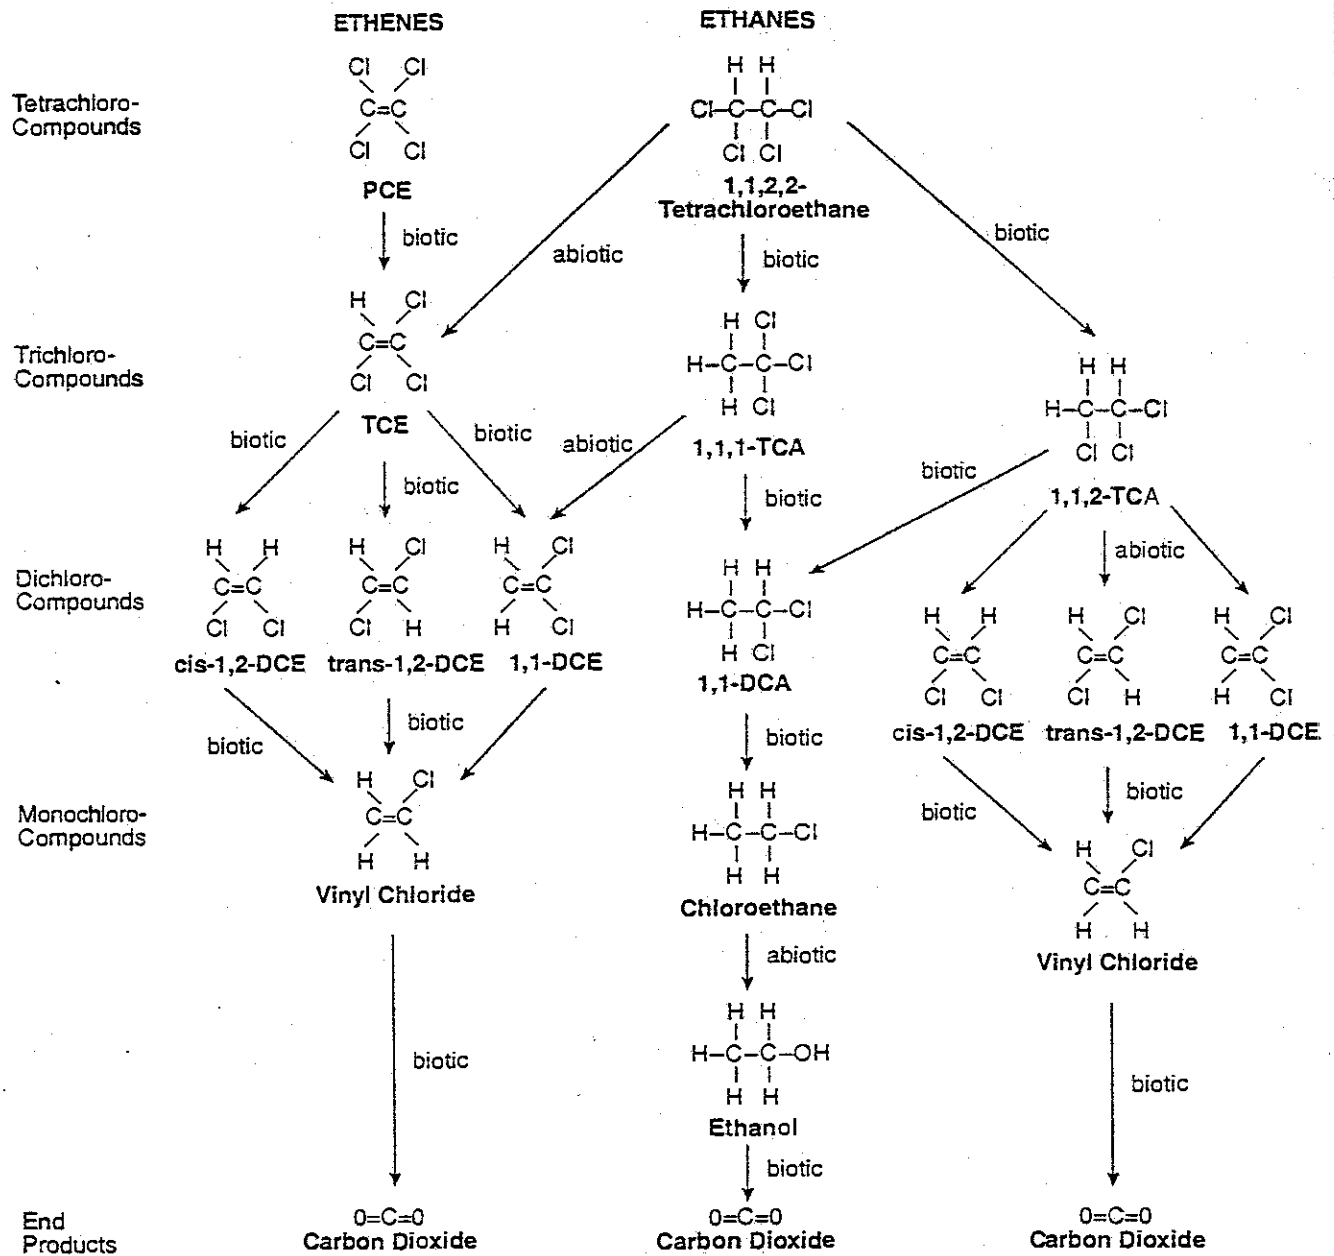 ETHENES
ETHANES
Tetrachloro-
Compounds
Cl Cl
C=C
Cl Cl
PCE
H H
Cl-C-C-Cl
Cl Cl
1,1,2,2-
Tetrachloroethane
biotic
abiotic
biotic
biotic
Trichloro-
Compounds
H Cl
C=C
Cl Cl
TCE
H Cl
H-C-C-Cl
H Cl
1,1,1-TCA
H H
H-C-C-Cl
Cl Cl
1,1,2-TCA
biotic
biotic
biotic
abiotic
biotic
biotic
abiotic
Dichloro-
Compounds
H H
C=C
Cl Cl
cis-1,2-DCE
H Cl
C=C
Cl H
trans-1,2-DCE
H Cl
C=C
H Cl
1,1-DCE
H H
H-C-C-Cl
H Cl
1,1-DCA
H H
C=C
Cl Cl
cis-1,2-DCE
H Cl
C=C
Cl H
trans-1,2-DCE
H Cl
C=C
H Cl
1,1-DCE
biotic
biotic
biotic
biotic
biotic
Monochloro-
Compounds
H Cl
C=C
H H
Vinyl Chloride
H H
H-C-C-Cl
H H
Chloroethane
H Cl
C=C
H H
Vinyl Chloride
abiotic
H H
H-C-C-OH
H H
Ethanol
biotic
biotic
biotic
End
Products
O=C=O
Carbon Dioxide
O=C=O
Carbon Dioxide
O=C=O
Carbon Dioxide